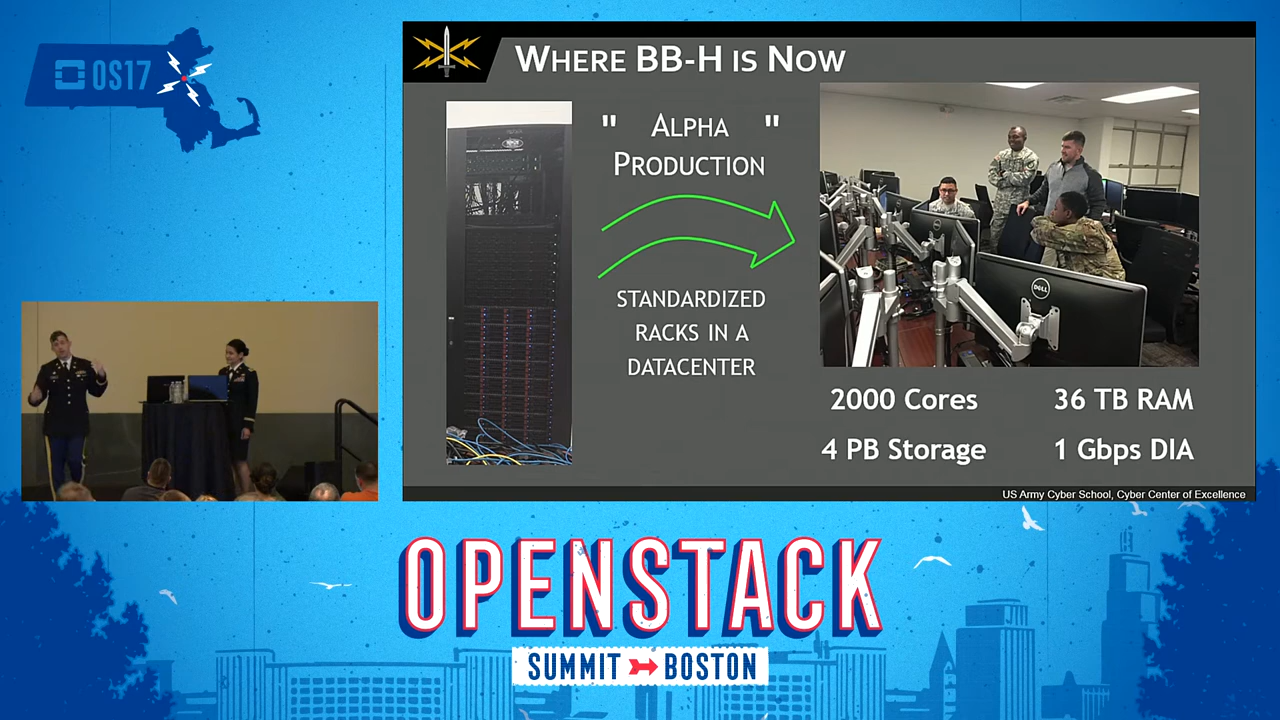 OS17
WHERE BB-H IS NOW
" ALPHA "
PRODUCTION
STANDARDIZED
RACKS IN A
DATACENTER
DELL
2000 Cores
36 TB RAM
4 PB Storage
1 Gbps DIA
US Army Cyber School, Cyber Center of Excellence
OPENSTACK
SUMMIT BOSTON